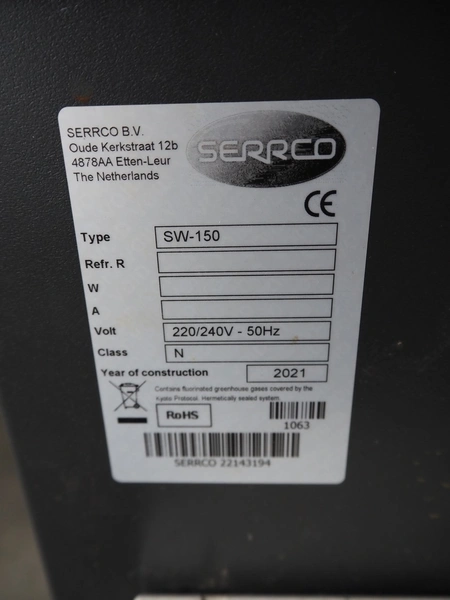 SERRCO B.V.
Oude Kerkstraat 12b
4878AA Etten-Leur
The Netherlands
SERRCO
CE
Type SW-150
Refr. R
W
A
Volt 220/240V - 50Hz
Class N
Year of construction 2021
Contains fluorinated greenhouse gases covered by the
Kyoto Protocol. Hermetically sealed system.
RoHS
1063
SERRCO 22143194